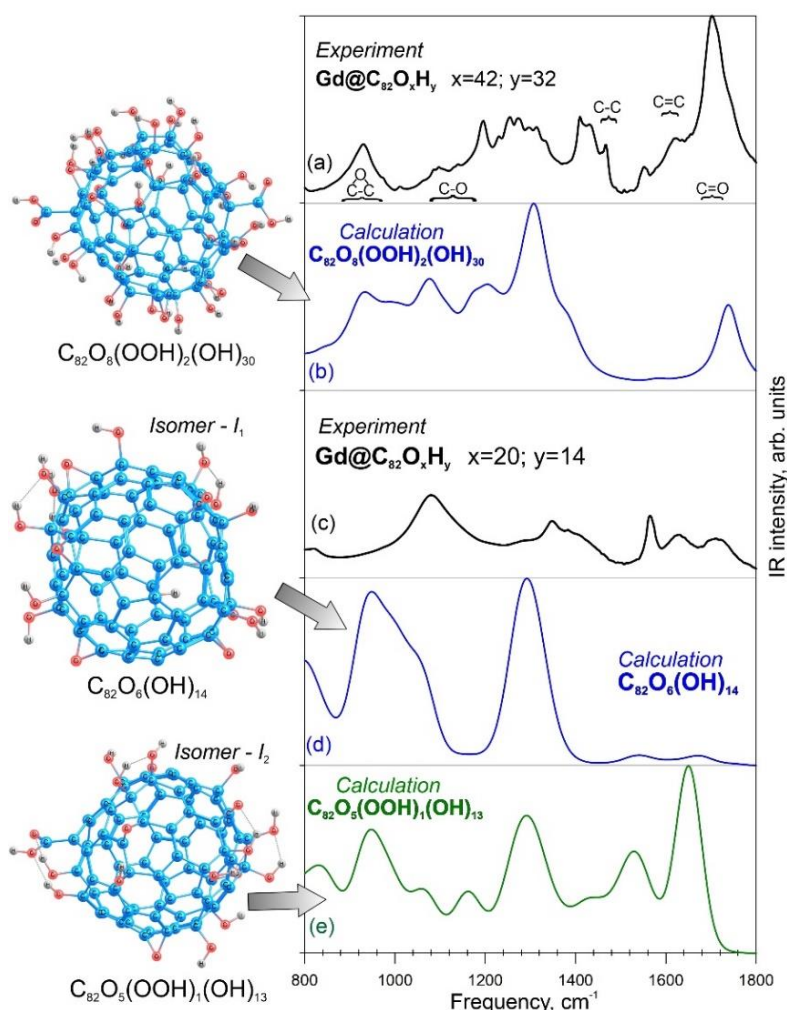 Experiment
Gd@C₈₂OₓHᵧ x=42; y=32
C-C
C=C
(a)
O
C-C
C-O
C=O
Calculation
C₈₂O₈(OOH)₂(OH)₃₀
(b)
C₈₂O₈(OOH)₂(OH)₃₀
Isomer - I₁
Experiment
Gd@C₈₂OₓHᵧ x=20; y=14
(c)
IR intensity, arb. units
Calculation
C₈₂O₆(OH)₁₄
(d)
C₈₂O₆(OH)₁₄
Isomer - I₂
Calculation
C₈₂O₅(OOH)₁(OH)₁₃
(e)
C₈₂O₅(OOH)₁(OH)₁₃
800 1000 1200 1400 1600 1800
Frequency, cm⁻¹